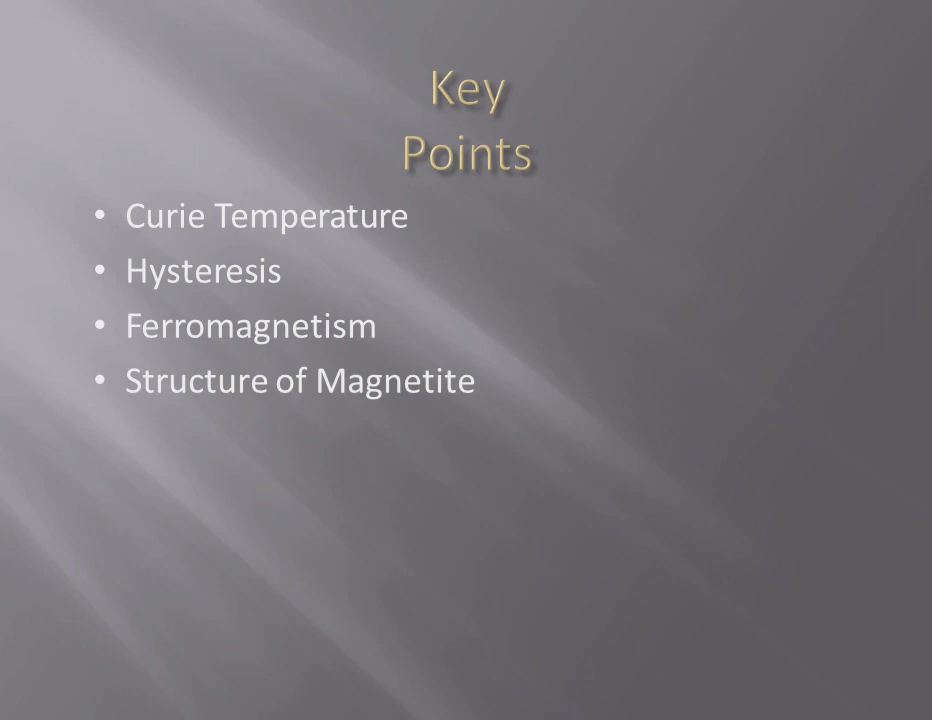 Key
Points
• Curie Temperature
• Hysteresis
• Ferromagnetism
• Structure of Magnetite